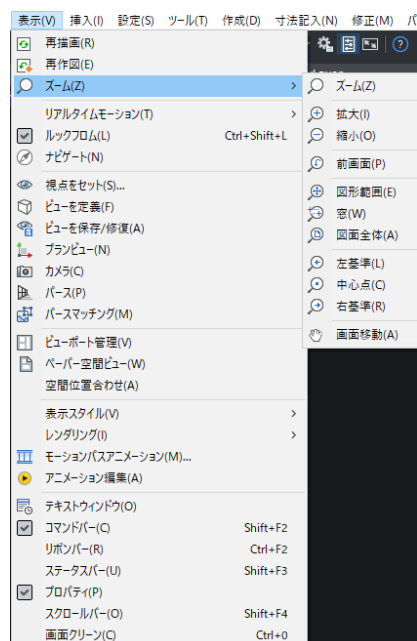 表示(V) 挿入(I) 設定(S) ツール(T) 作成(D) 寸法記入(N) 修正(M)
再描画(R)
再作図(E)
ズーム(Z)
リアルタイムモーション(T)
ルックフロム(L) Ctrl+Shift+L
ナビゲート(N)
視点をセット(S)...
ビューを定義(F)
ビューを保存/修復(A)
プランビュー(N)
カメラ(C)
パース(P)
パースマッチング(M)
ビューポート管理(V)
ペーパー空間ビュー(W)
空間位置合わせ(A)
表示スタイル(V)
レンダリング(I)
モーションパスアニメーション(M)...
アニメーション編集(A)
テキストウィンドウ(O)
コマンドバー(C) Shift+F2
リボンバー(R) Ctrl+F2
ステータスバー(U) Shift+F3
プロパティ(P)
スクロールバー(O) Shift+F4
画面クリーン(C) Ctrl+0
ズーム(Z)
拡大(I)
縮小(O)
前画面(P)
図形範囲(E)
窓(W)
図面全体(A)
左基準(L)
中心点(C)
右基準(R)
画面移動(A)